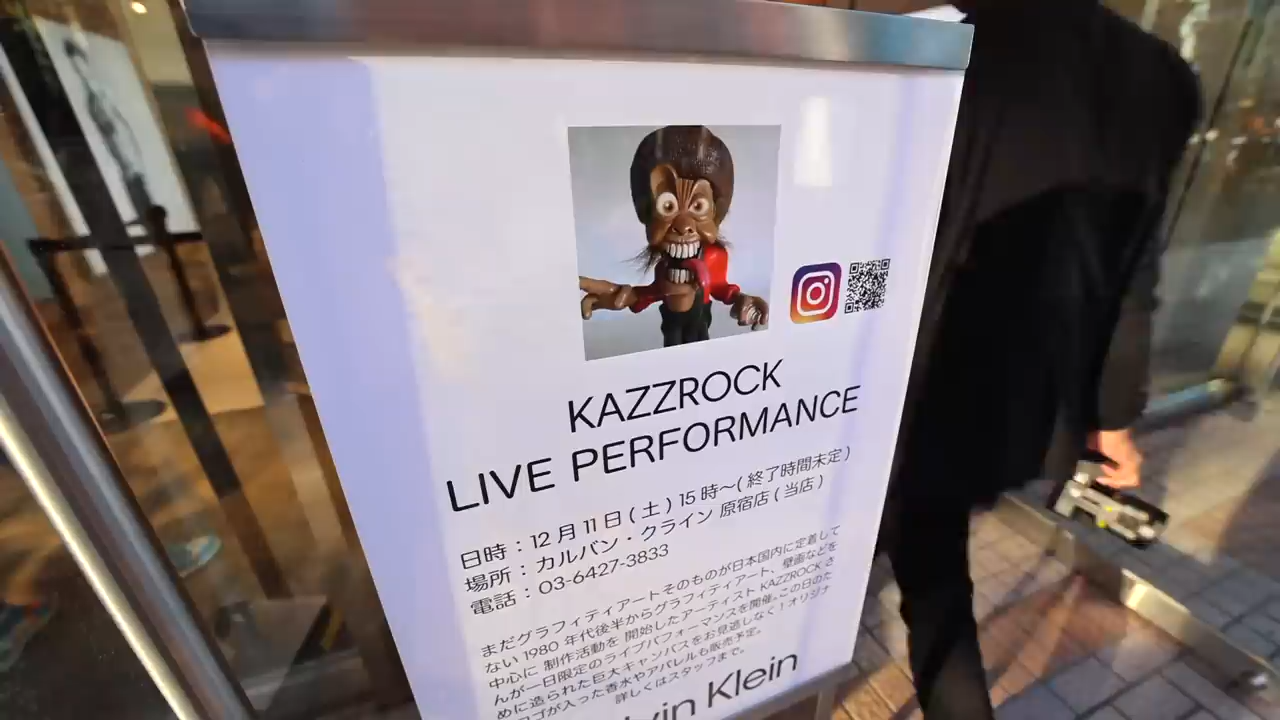 KAZZROCK
LIVE PERFORMANCE
日時：12月11日(土)15時～(終了時間未定)
場所：カルバン・クライン 原宿店(当店)
電話：03-6427-3833
まだグラフィティアートそのものが日本国内に定着して
ない1980年代後半からグラフィティアート、壁画などを
中心に制作活動を開始したアーティストKAZZROCKさ
んが一日限定のライブパフォーマンスを開催。この日のた
めに造られた巨大キャンバスをお見逃しなく！オリジナ
ロゴが入った香水やアパレルも販売予定。
詳しくはスタッフまで。
vin Klein